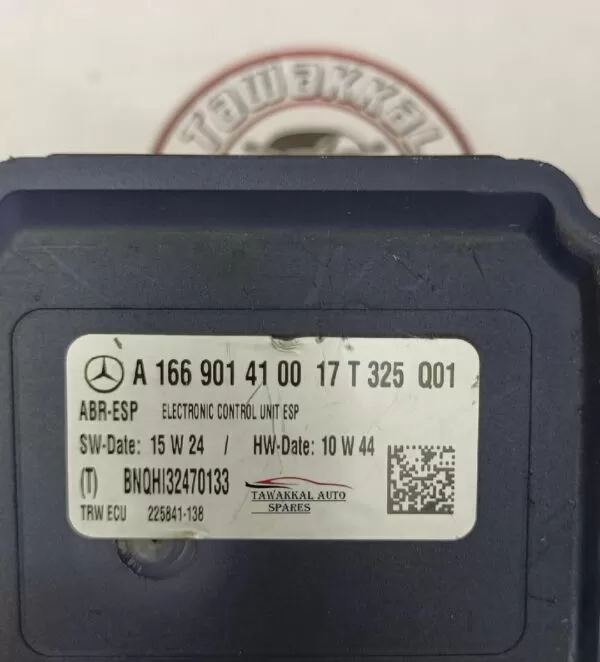 TAWAKKAL
A 166 901 41 00 17 T 325 Q01
ABR-ESP ELECTRONIC CONTROL UNIT ESP
SW-Date: 15 W 24 / HW-Date: 10 W 44
(T) BNQHI32470133
TAWAKKAL AUTO
SPARES
TRW ECU 225841-138